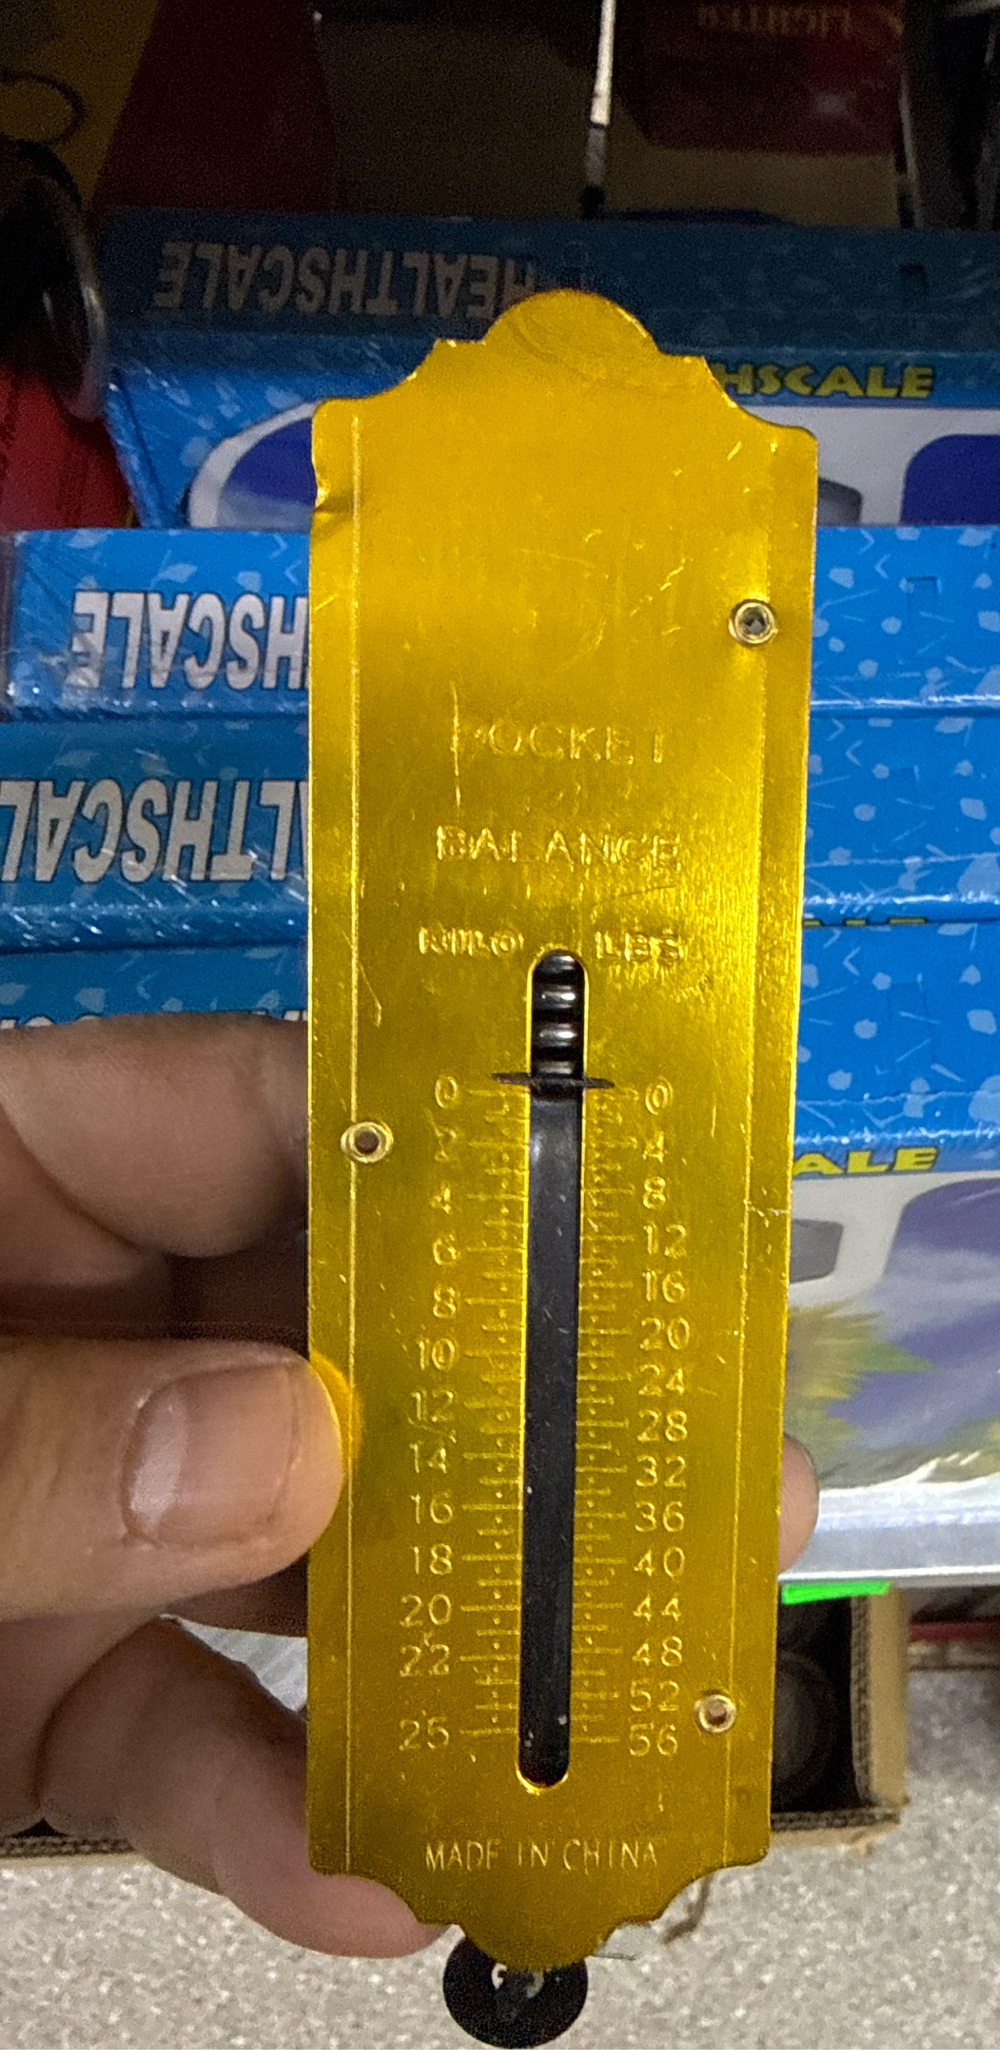 HEALTHSCALE
HSCALE
HSCALE
ALTHSCAL
POCKET
BALANCE
KILO LBS
0 0
2 4
4 8
6 12
8 16
10 20
12 24
14 28
16 32
18 36
20 40
22 44
25 48
52
56
ALE
MADE IN CHINA